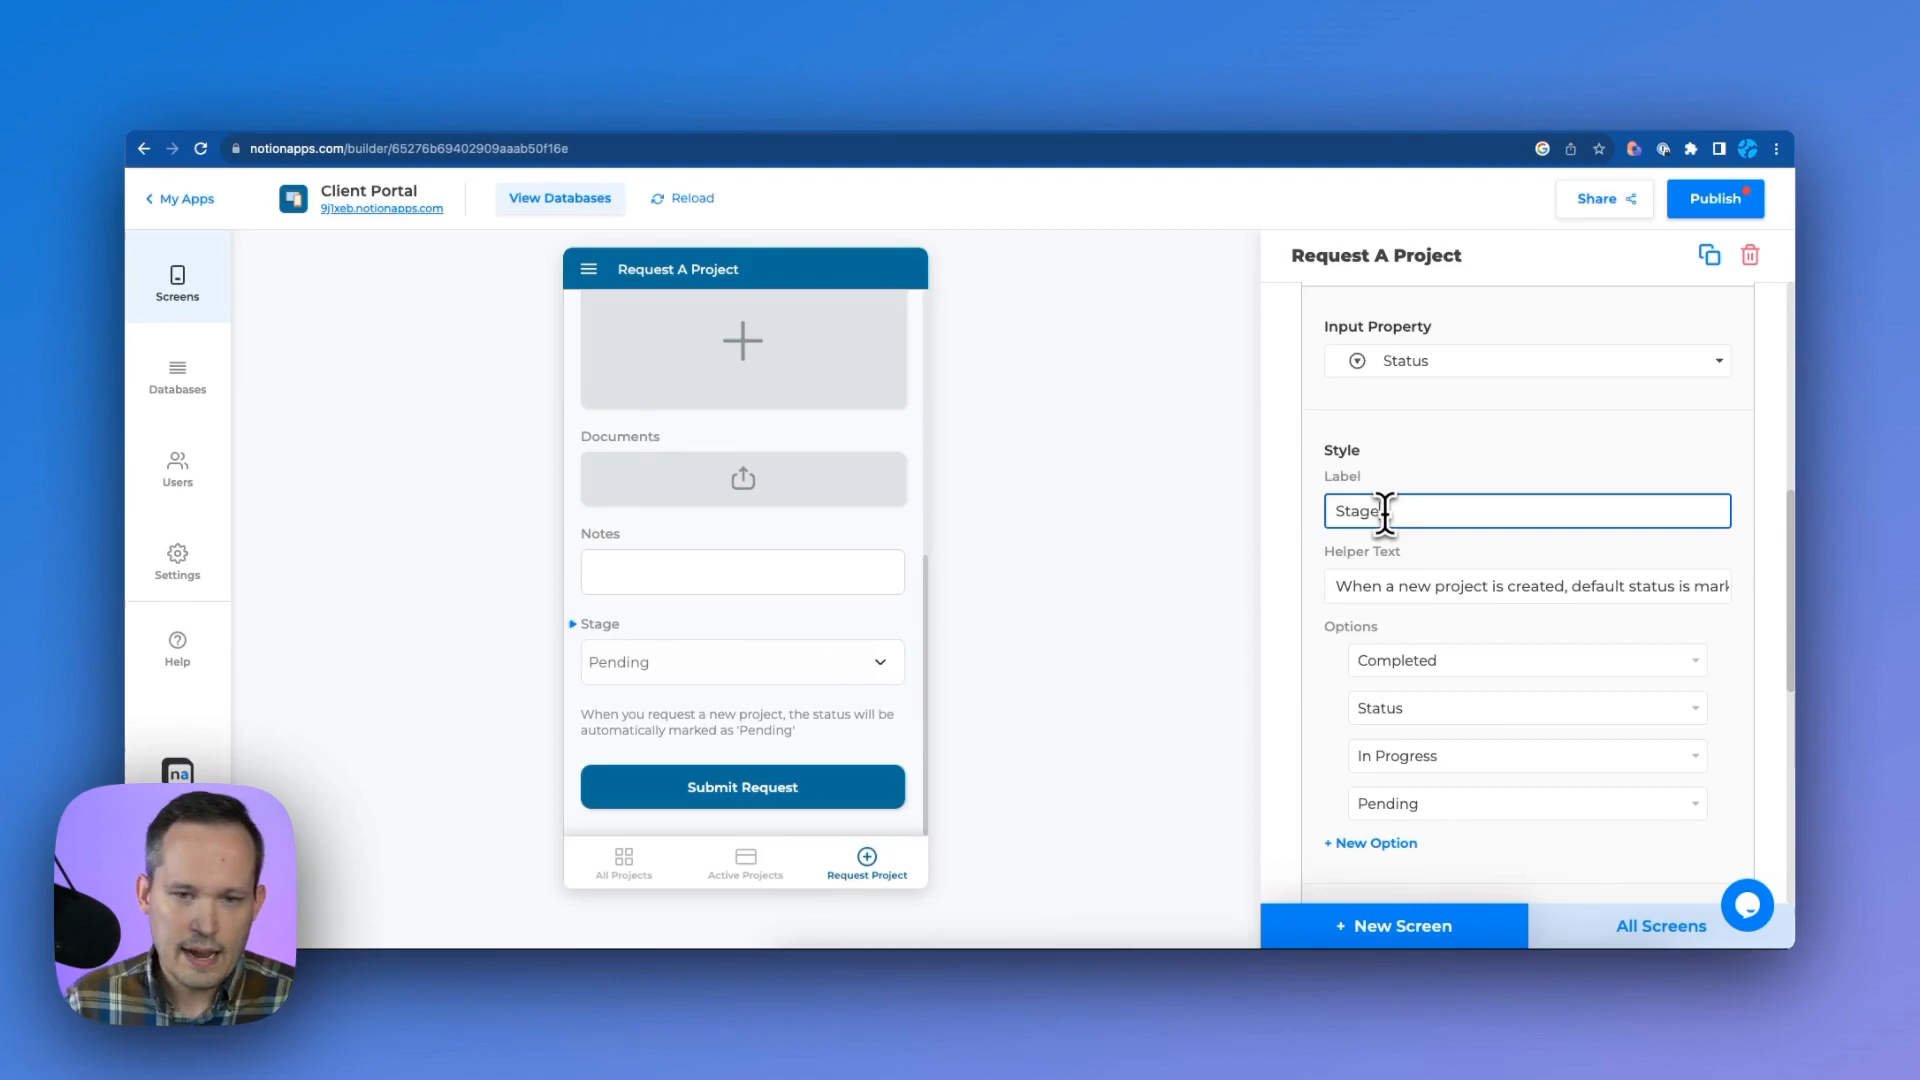 notionapps.com/builder/65276b69402909aaab50f16e
My Apps
Client Portal
9j1xeb.notionapps.com
View Databases
Reload
Share
Publish
Screens
Databases
Users
Settings
Help
na
Request A Project
Documents
Notes
Stage
Pending
When you request a new project, the status will be
automatically marked as 'Pending'
Submit Request
All Projects
Active Projects
Request Project
Request A Project
Input Property
Status
Style
Label
Stage
Helper Text
When a new project is created, default status is mark
Options
Completed
Status
In Progress
Pending
+ New Option
+ New Screen
All Screens